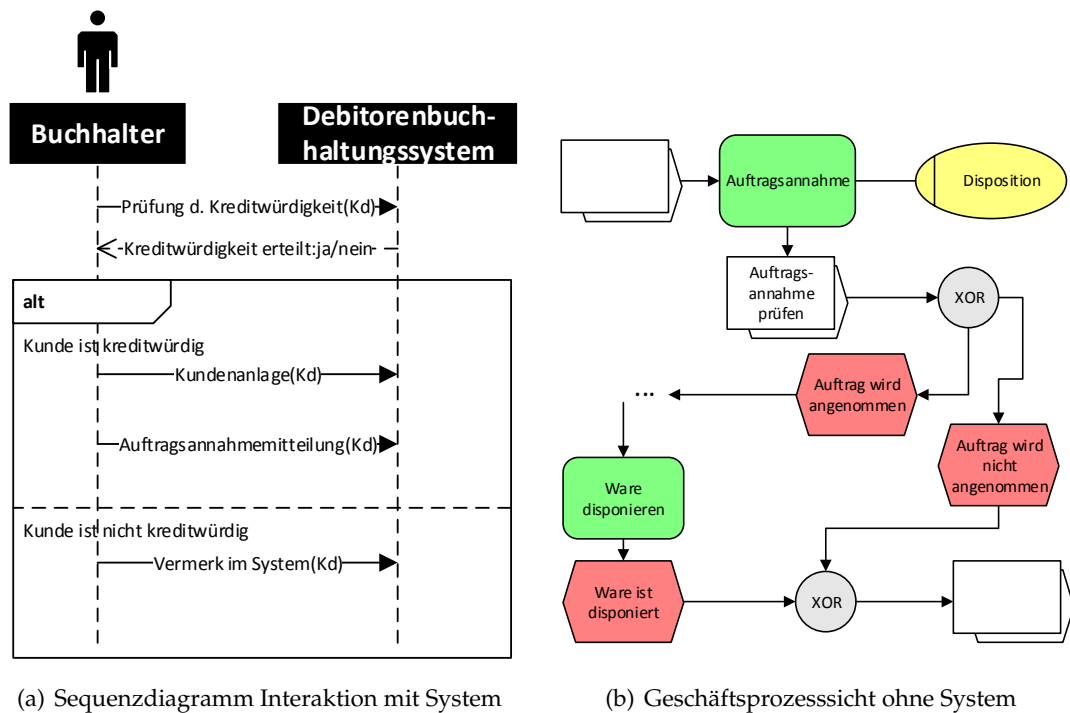 Buchhalter
Debitorenbuch-
haltungssystem
Prüfung d. Kreditwürdigkeit(Kd)
Kreditwürdigkeit erteilt:ja/nein
alt
Kunde ist kreditwürdig
Kundenanlage(Kd)
Auftragsannahmemitteilung(Kd)
Kunde ist nicht kreditwürdig
Vermerk im System(Kd)
(a) Sequenzdiagramm Interaktion mit System
Auftragsannahme
Disposition
Auftrags-
annahme
prüfen
XOR
Auftrag wird
angenommen
...
Auftrag wird
nicht
angenommen
Ware
disponieren
Ware ist
disponiert
XOR
(b) Geschäftsprozesssicht ohne System